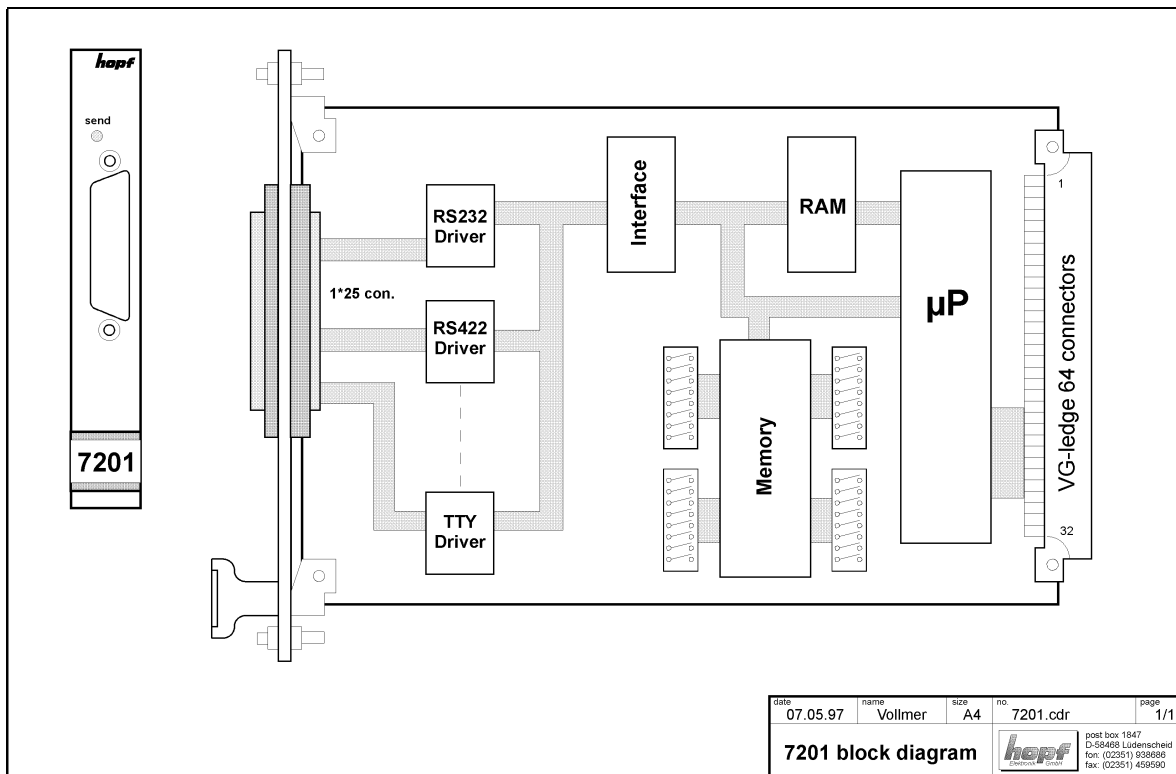 hopf
send
7201
1*25 con.
RS232
Driver
RS422
Driver
TTY
Driver
Interface
RAM
Memory
µP
1
VG-ledge 64 connectors
32
date
07.05.97
name
Vollmer
size
A4
no.
7201.cdr
page
1/1
7201 block diagram
hopf
Elektronik GmbH
post box 1847
D-58468 Lüdenscheid
fon: (02351) 938686
fax: (02351) 459590